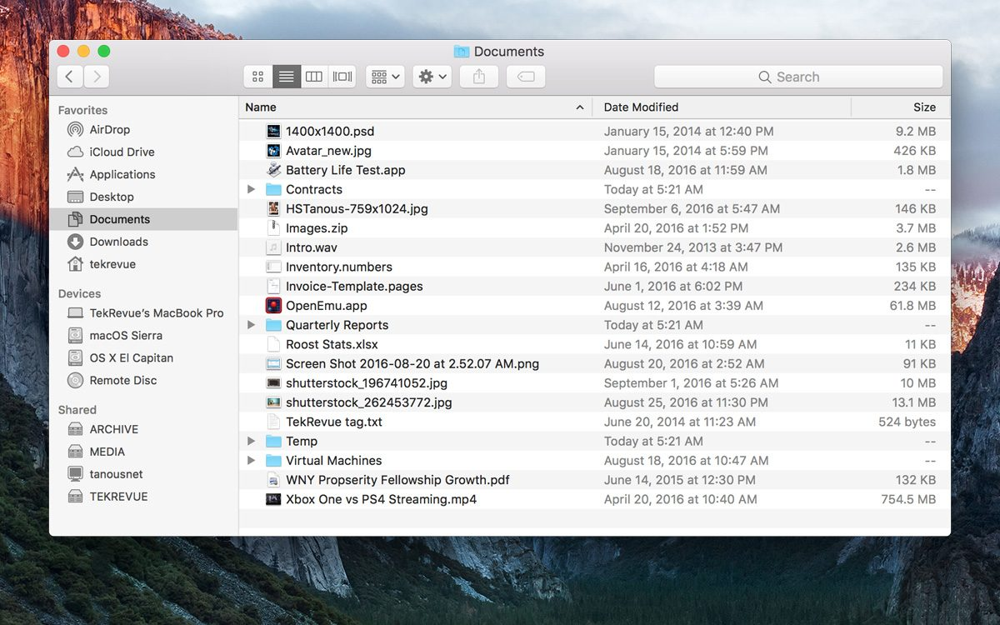 Documents
Search
Favorites
AirDrop
iCloud Drive
Applications
Desktop
Documents
Downloads
tekrevue
Devices
TekRevue’s MacBook Pro
macOS Sierra
OS X El Capitan
Remote Disc
Shared
ARCHIVE
MEDIA
tanousnet
TEKREVUE
Name Date Modified Size
1400x1400.psd January 15, 2014 at 12:40 PM 9.2 MB
Avatar_new.jpg January 15, 2014 at 5:59 PM 426 KB
Battery Life Test.app August 18, 2016 at 11:59 AM 1.8 MB
Contracts Today at 5:21 AM --
HSTanous-759x1024.jpg September 6, 2016 at 5:47 AM 146 KB
Images.zip April 20, 2016 at 1:52 PM 3.7 MB
Intro.wav November 24, 2013 at 3:47 PM 2.6 MB
Inventory.numbers April 16, 2016 at 4:18 AM 135 KB
Invoice-Template.pages June 1, 2016 at 6:02 PM 234 KB
OpenEmu.app August 12, 2016 at 3:39 AM 61.8 MB
Quarterly Reports Today at 5:21 AM --
Roost Stats.xlsx June 14, 2016 at 10:59 AM 11 KB
Screen Shot 2016-08-20 at 2.52.07 AM.png August 20, 2016 at 2:52 AM 91 KB
shutterstock_196741052.jpg September 1, 2016 at 5:26 AM 10 MB
shutterstock_262453772.jpg August 25, 2016 at 11:30 PM 13.1 MB
TekRevue tag.txt June 20, 2014 at 11:23 AM 524 bytes
Temp Today at 5:21 AM --
Virtual Machines August 18, 2016 at 10:47 AM --
WNY Propserity Fellowship Growth.pdf June 14, 2015 at 12:30 PM 132 KB
Xbox One vs PS4 Streaming.mp4 April 20, 2016 at 10:40 AM 754.5 MB